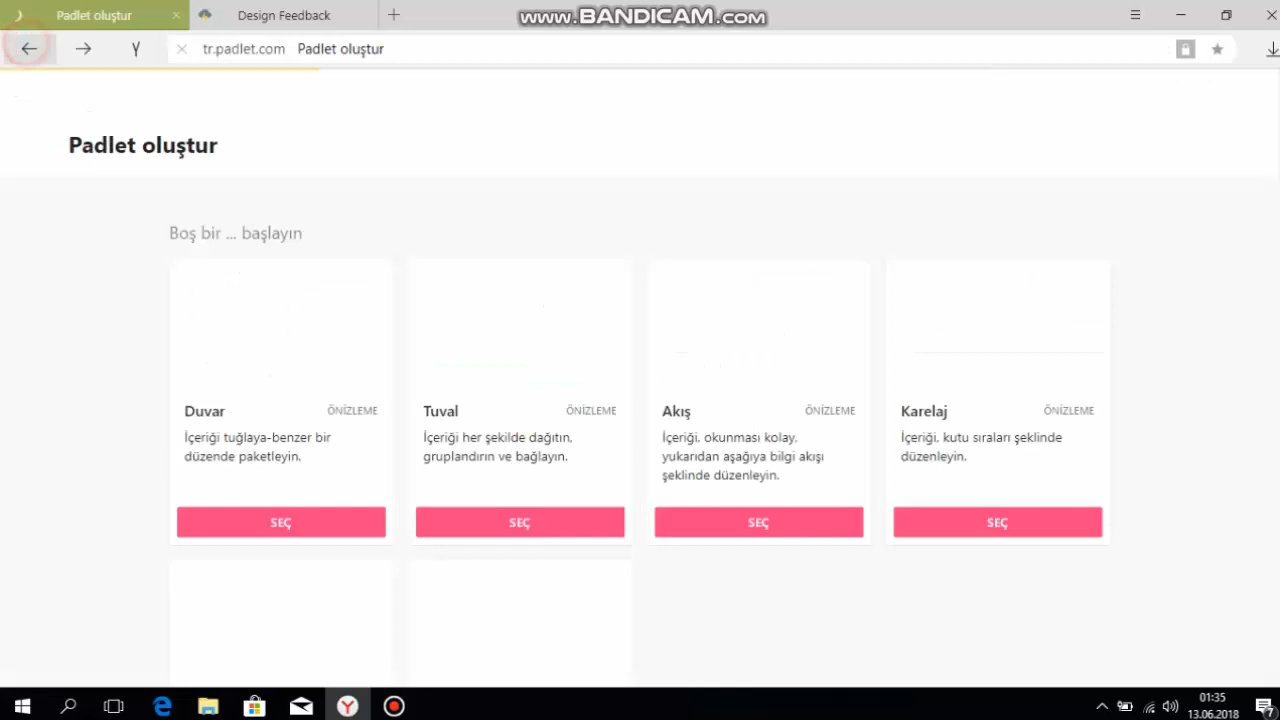 Padlet oluştur
Design Feedback
www.BANDICAM.com
tr.padlet.com Padlet oluştur
Padlet oluştur
Boş bir ... başlayın
Duvar ÖNİZLEME
İçeriği tuğlaya-benzer bir
düzende paketleyin.
SEÇ
Tuval ÖNİZLEME
İçeriği her şekilde dağıtın,
gruplandırın ve bağlayın.
SEÇ
Akış ÖNİZLEME
İçeriği, okunması kolay,
yukarıdan aşağıya bilgi akışı
şeklinde düzenleyin.
SEÇ
Karelaj ÖNİZLEME
İçeriği, kutu sıraları şeklinde
düzenleyin.
SEÇ
01:35
13.06.2018